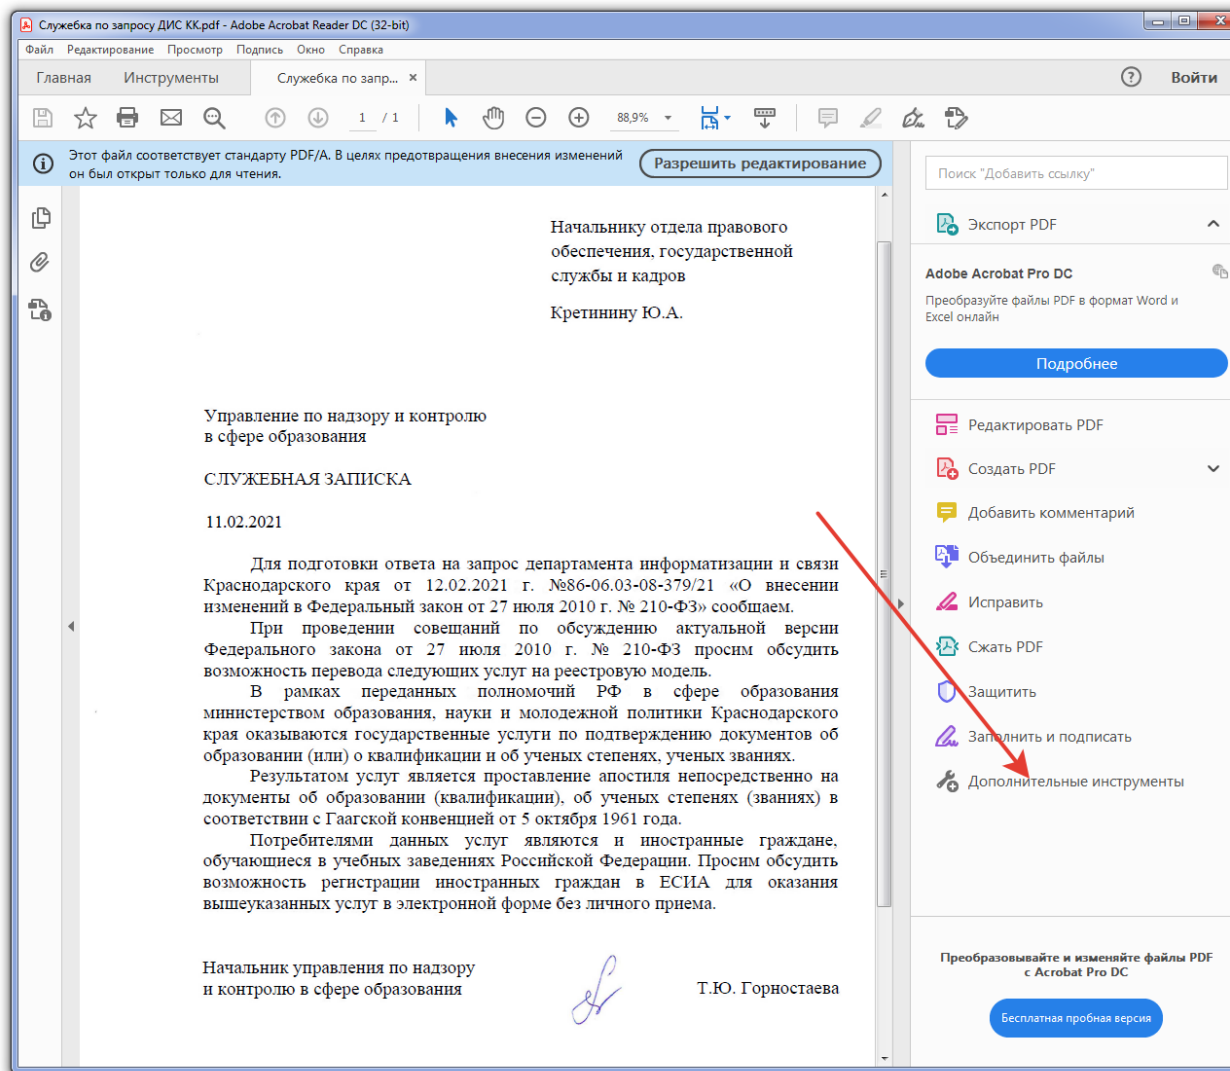 Служебка по запросу ДИС КК.pdf - Adobe Acrobat Reader DC (32-bit)
Файл Редактирование Просмотр Подпись Окно Справка
Главная Инструменты Служебка по запр... × ? Войти
1 / 1 88,9%
Этот файл соответствует стандарту PDF/A. В целях предотвращения внесения изменений
он был открыт только для чтения.
Разрешить редактирование
Начальнику отдела правового
обеспечения, государственной
службы и кадров
Кретинину Ю.А.
Управление по надзору и контролю
в сфере образования
СЛУЖЕБНАЯ ЗАПИСКА
11.02.2021
Для подготовки ответа на запрос департамента информатизации и связи
Краснодарского края от 12.02.2021 г. №86-06.03-08-379/21 «О внесении
изменений в Федеральный закон от 27 июля 2010 г. № 210-ФЗ» сообщаем.
При проведении совещаний по обсуждению актуальной версии
Федерального закона от 27 июля 2010 г. № 210-ФЗ просим обсудить
возможность перевода следующих услуг на реестровую модель.
В рамках переданных полномочий РФ в сфере образования
министерством образования, науки и молодежной политики Краснодарского
края оказываются государственные услуги по подтверждению документов об
образовании (или) о квалификации и об ученых степенях, ученых званиях.
Результатом услуг является проставление апостиля непосредственно на
документы об образовании (квалификации), об ученых степенях (званиях) в
соответствии с Гаагской конвенцией от 5 октября 1961 года.
Потребителями данных услуг являются и иностранные граждане,
обучающиеся в учебных заведениях Российской Федерации. Просим обсудить
возможность регистрации иностранных граждан в ЕСИА для оказания
вышеуказанных услуг в электронной форме без личного приема.
Начальник управления по надзору
и контролю в сфере образования
Т.Ю. Горностаева
Поиск "Добавить ссылку"
Экспорт PDF
Adobe Acrobat Pro DC
Преобразуйте файлы PDF в формат Word и
Excel онлайн
Подробнее
Редактировать PDF
Создать PDF
Добавить комментарий
Объединить файлы
Исправить
Сжать PDF
Защитить
Заполнить и подписать
Дополнительные инструменты
Преобразовывайте и изменяйте файлы PDF
с Acrobat Pro DC
Бесплатная пробная версия